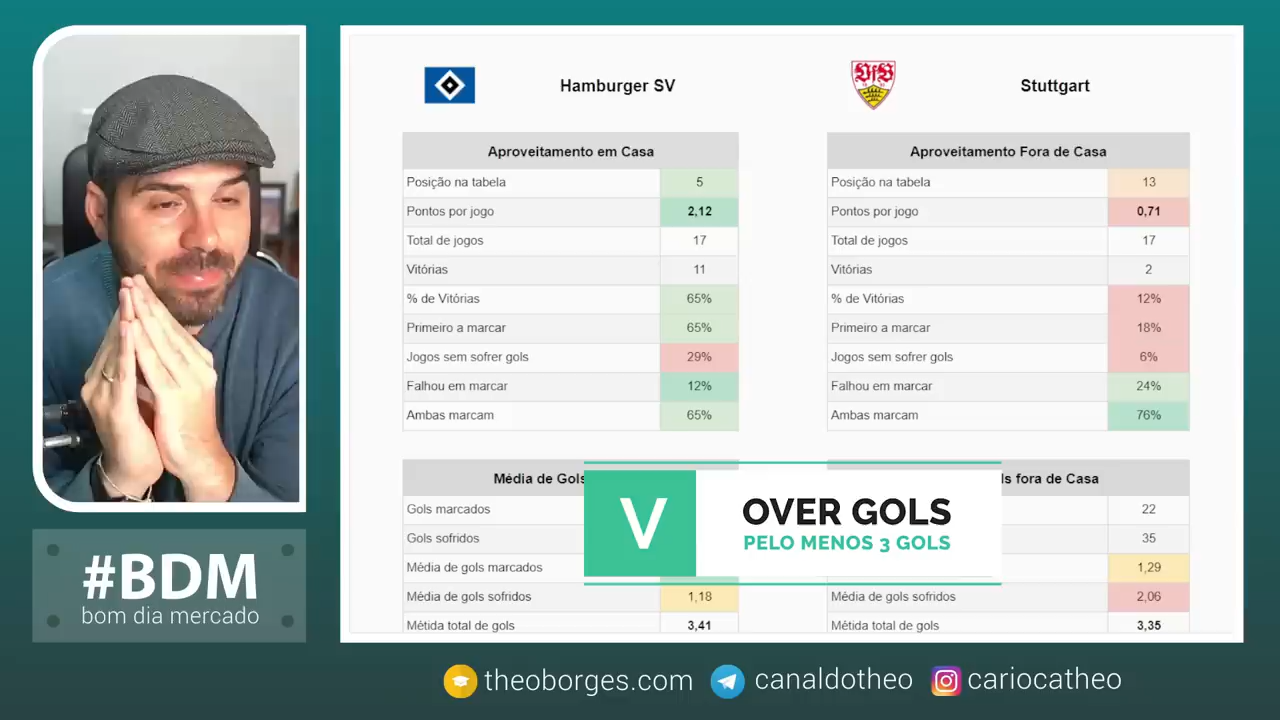 Hamburger SV
Stuttgart
Aproveitamento em Casa
Posição na tabela 5
Pontos por jogo 2,12
Total de jogos 17
Vitórias 11
% de Vitórias 65%
Primeiro a marcar 65%
Jogos sem sofrer gols 29%
Falhou em marcar 12%
Ambas marcam 65%
Aproveitamento Fora de Casa
Posição na tabela 13
Pontos por jogo 0,71
Total de jogos 17
Vitórias 2
% de Vitórias 12%
Primeiro a marcar 18%
Jogos sem sofrer gols 6%
Falhou em marcar 24%
Ambas marcam 76%
Média de Gols
Gols marcados
Gols sofridos
Média de gols marcados
Média de gols sofridos 1,18
Métida total de gols 3,41
ls fora de Casa
22
35
1,29
Média de gols sofridos 2,06
Métida total de gols 3,35
V
OVER GOLS
PELO MENOS 3 GOLS
#BDM
bom dia mercado
theoborges.com
canaldotheo
cariocatheo